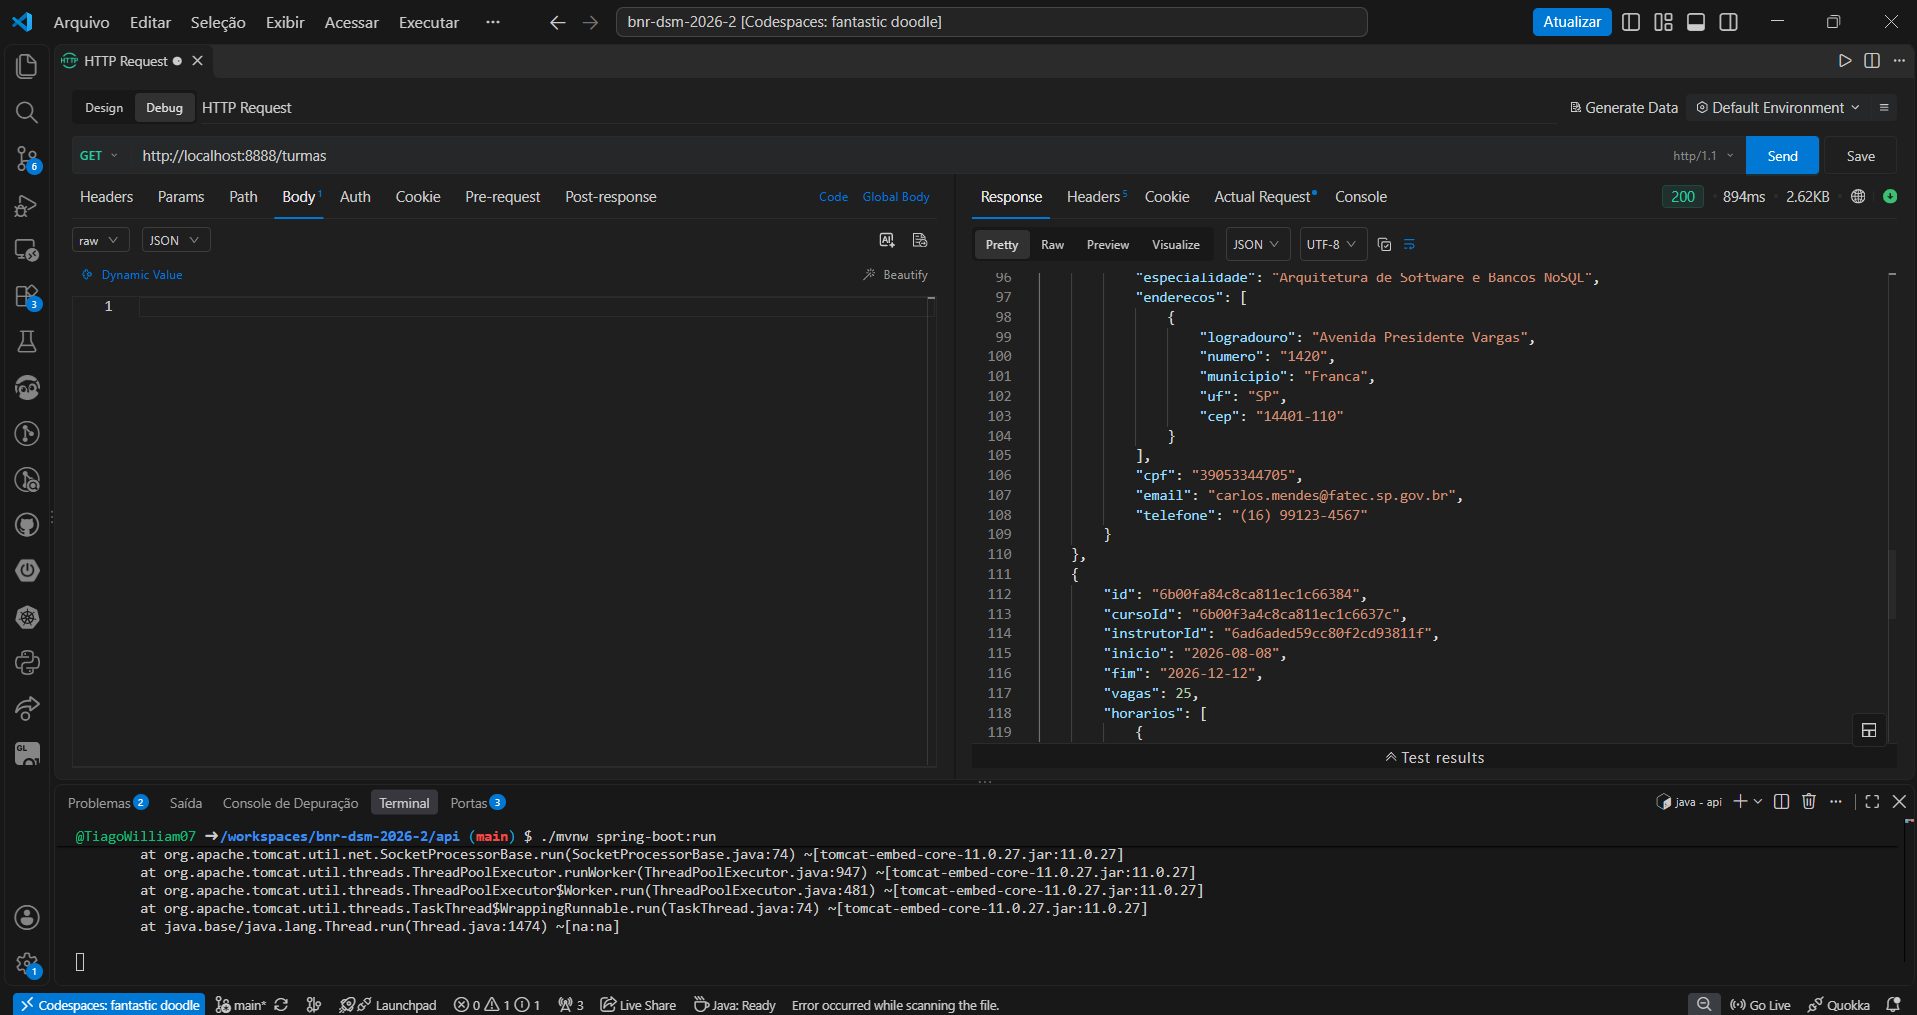 Arquivo Editar Seleção Exibir Acessar Executar ··· bnr-dsm-2026-2 [Codespaces: fantastic doodle] Atualizar
HTTP HTTP Request
Design Debug HTTP Request Generate Data Default Environment
GET http://localhost:8888/turmas http/1.1 Send Save
Headers Params Path Body 1 Auth Cookie Pre-request Post-response Code Global Body
raw JSON
Dynamic Value Beautify
1
Response Headers 5 Cookie Actual Request Console 200 894ms 2.62KB
Pretty Raw Preview Visualize JSON UTF-8
96 "especialidade": "Arquitetura de Software e Bancos NoSQL",
97 "enderecos": [
98 {
99 "logradouro": "Avenida Presidente Vargas",
100 "numero": "1420",
101 "municipio": "Franca",
102 "uf": "SP",
103 "cep": "14401-110"
104 }
105 ],
106 "cpf": "39053344705",
107 "email": "carlos.mendes@fatec.sp.gov.br",
108 "telefone": "(16) 99123-4567"
109 }
110 },
111 {
112 "id": "6b00fa84c8ca811ec1c66384",
113 "cursoId": "6b00f3a4c8ca811ec1c6637c",
114 "instrutorId": "6ad6aded59cc80f2cd93811f",
115 "inicio": "2026-08-08",
116 "fim": "2026-12-12",
117 "vagas": 25,
118 "horarios": [
119 {
Test results
6
3
GL
1
Problemas 2 Saída Console de Depuração Terminal Portas 3 java - api
@TiagoWilliam07 ➜ /workspaces/bnr-dsm-2026-2/api (main) $ ./mvnw spring-boot:run
at org.apache.tomcat.util.net.SocketProcessorBase.run(SocketProcessorBase.java:74) ~[tomcat-embed-core-11.0.27.jar:11.0.27]
at org.apache.tomcat.util.threads.ThreadPoolExecutor.runWorker(ThreadPoolExecutor.java:947) ~[tomcat-embed-core-11.0.27.jar:11.0.27]
at org.apache.tomcat.util.threads.ThreadPoolExecutor$Worker.run(ThreadPoolExecutor.java:481) ~[tomcat-embed-core-11.0.27.jar:11.0.27]
at org.apache.tomcat.util.threads.TaskThread$WrappingRunnable.run(TaskThread.java:74) ~[tomcat-embed-core-11.0.27.jar:11.0.27]
at java.base/java.lang.Thread.run(Thread.java:1474) ~[na:na]
Codespaces: fantastic doodle main* Launchpad 0 1 1 3 Live Share Java: Ready Error occurred while scanning the file. Go Live Quokka